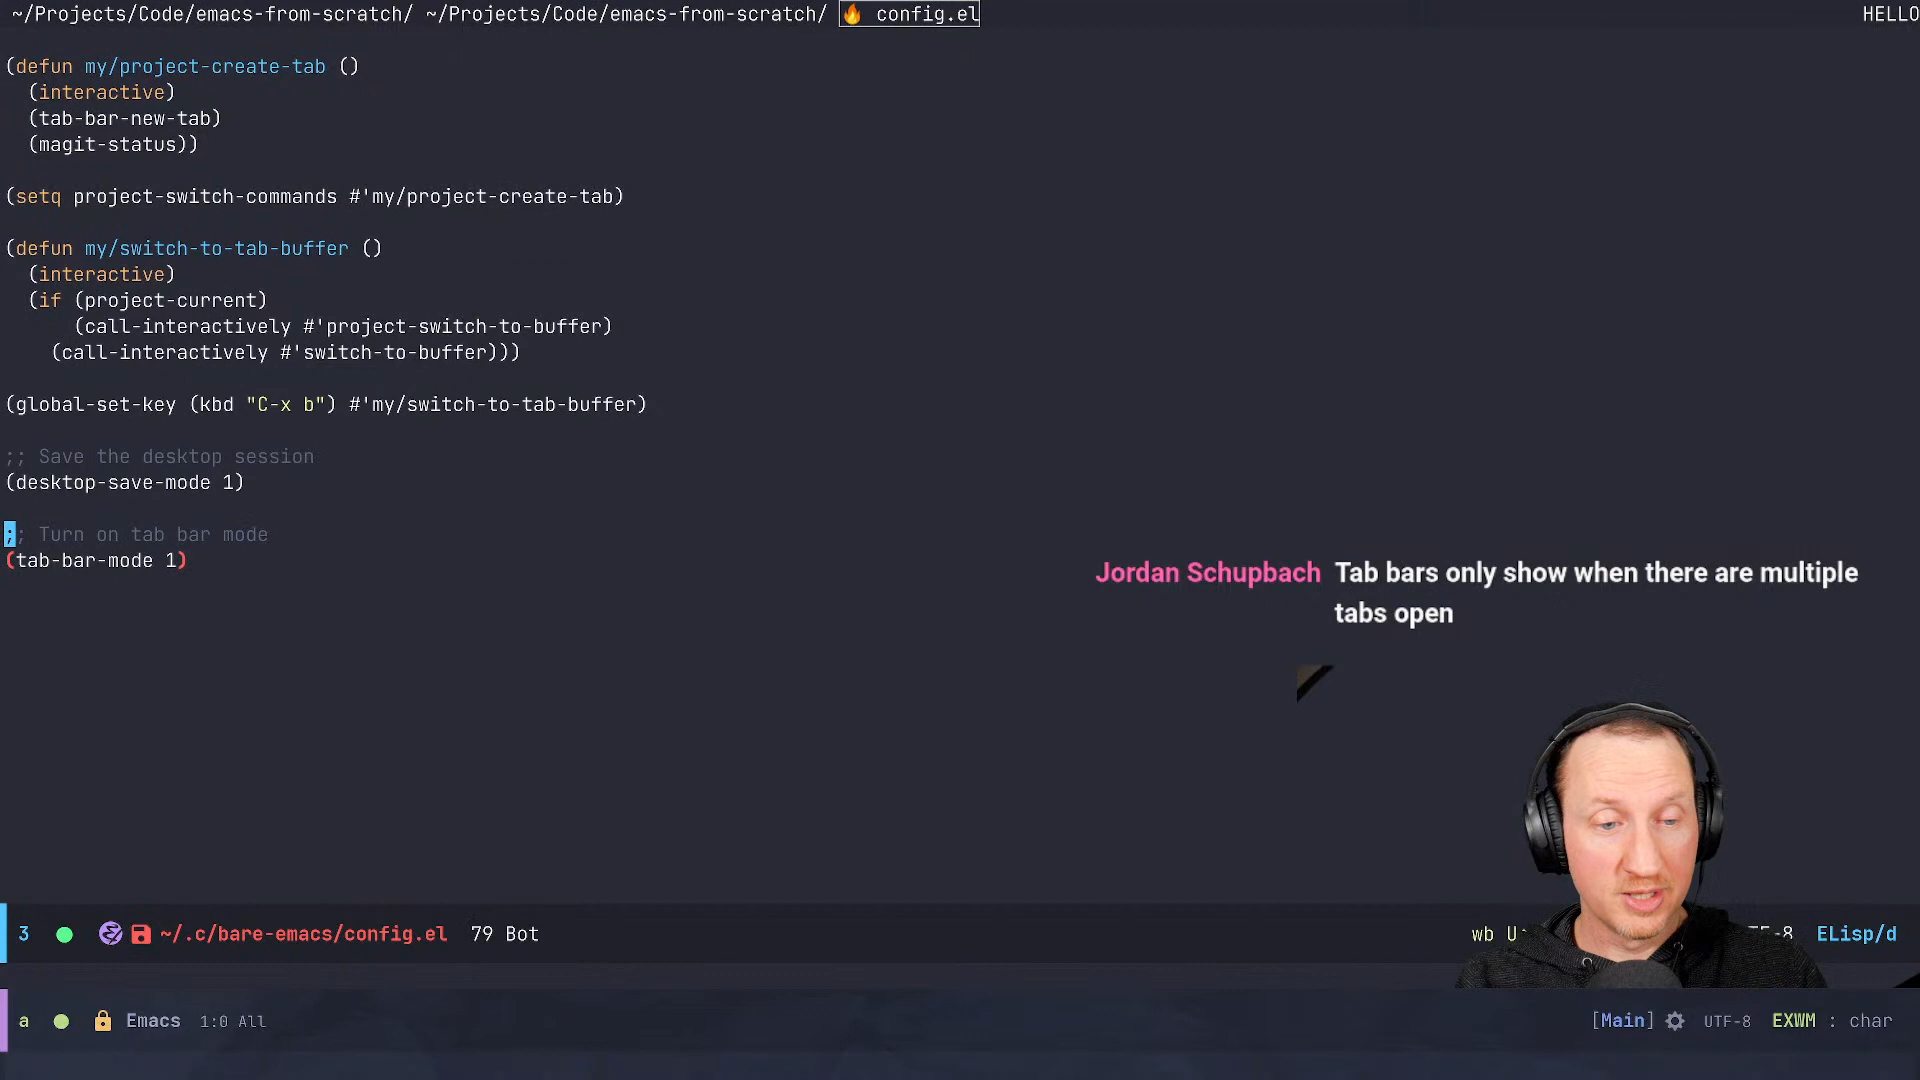 ~/Projects/Code/emacs-from-scratch/ ~/Projects/Code/emacs-from-scratch/ 🔥 config.el HELLO
(defun my/project-create-tab ()
  (interactive)
  (tab-bar-new-tab)
  (magit-status))
(setq project-switch-commands #'my/project-create-tab)
(defun my/switch-to-tab-buffer ()
  (interactive)
  (if (project-current)
      (call-interactively #'project-switch-to-buffer)
    (call-interactively #'switch-to-buffer)))
(global-set-key (kbd "C-x b") #'my/switch-to-tab-buffer)
;; Save the desktop session
(desktop-save-mode 1)
;; Turn on tab bar mode
(tab-bar-mode 1)
Jordan Schupbach Tab bars only show when there are multiple
tabs open
3 ~/.c/bare-emacs/config.el 79 Bot wb ELisp/d
a Emacs 1:0 All [Main] UTF-8 EXWM : char